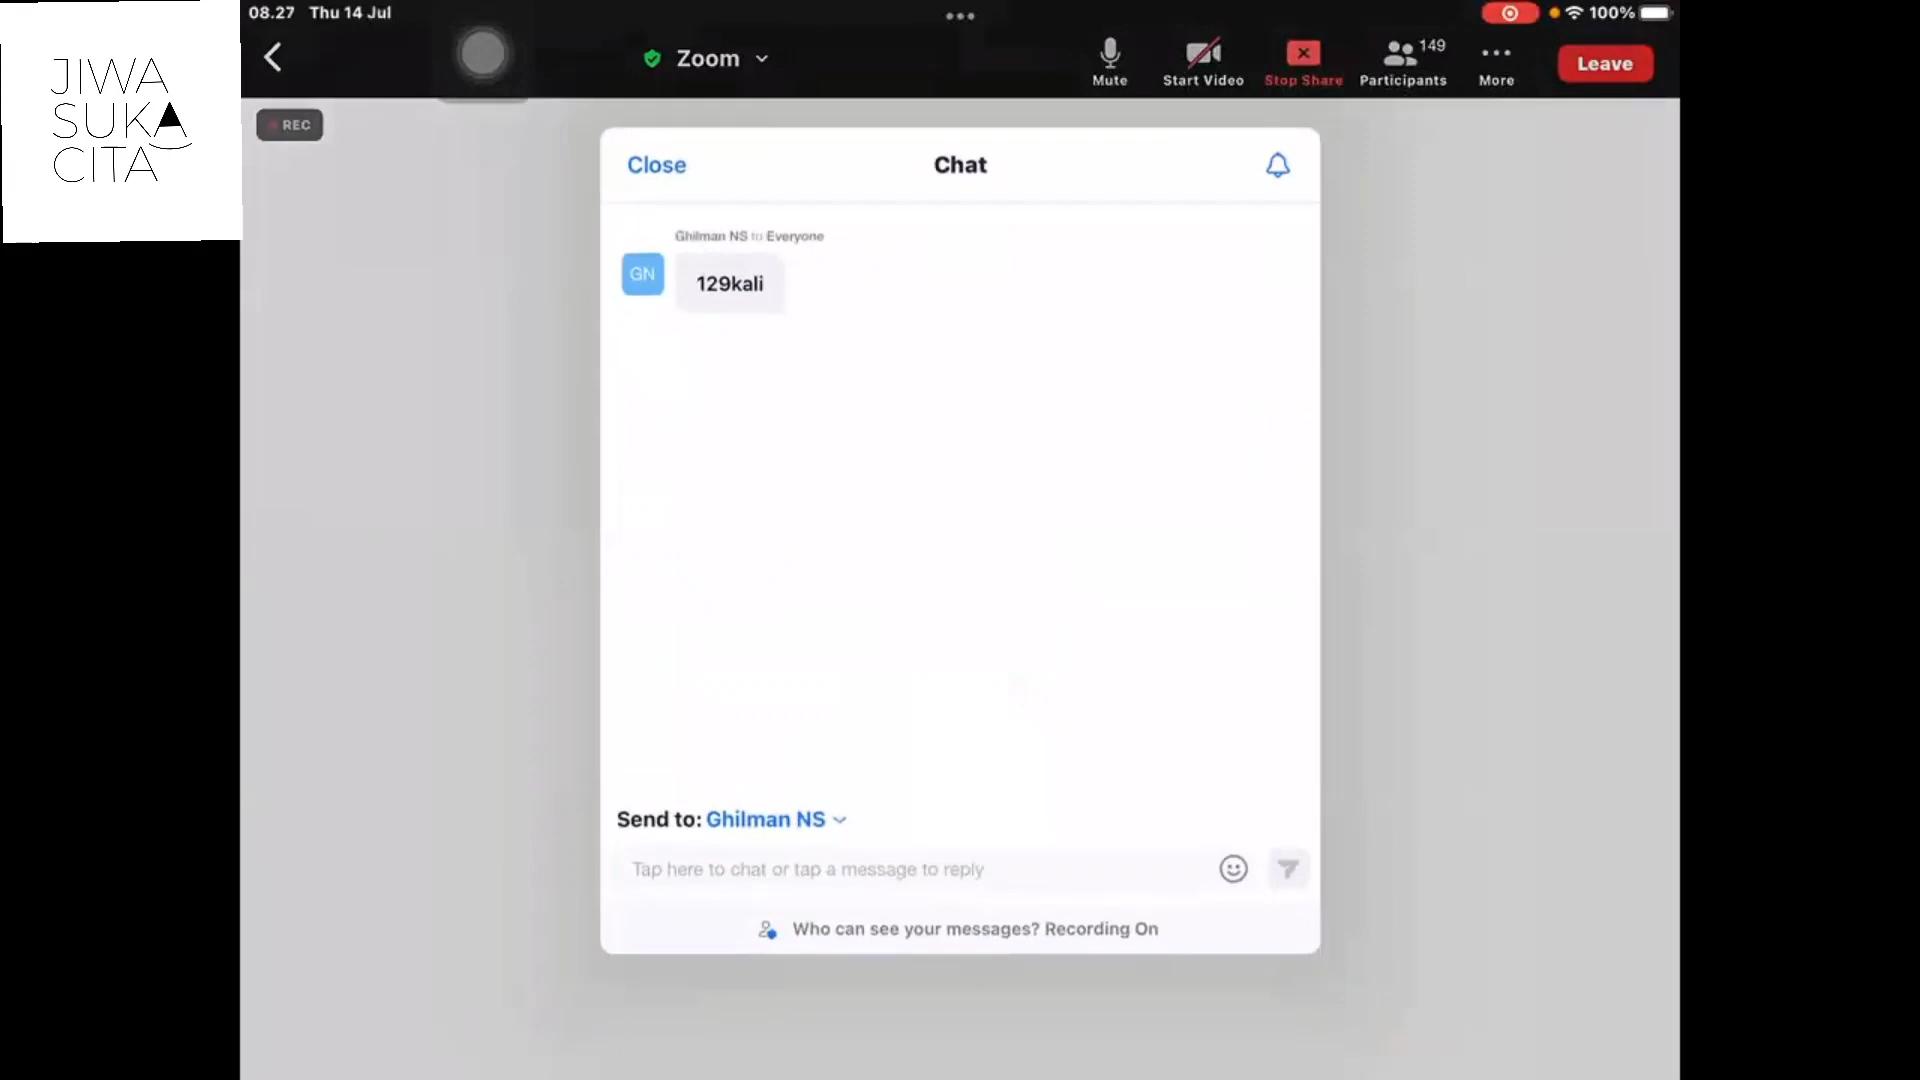 JIWA
SUKA
CITA
08.27 Thu 14 Jul
100%
Zoom
Mute
Start Video
Stop Share
149
Participants
More
Leave
REC
Close
Chat
Ghilman NS to Everyone
GN
129kali
Send to: Ghilman NS
Tap here to chat or tap a message to reply
Who can see your messages? Recording On